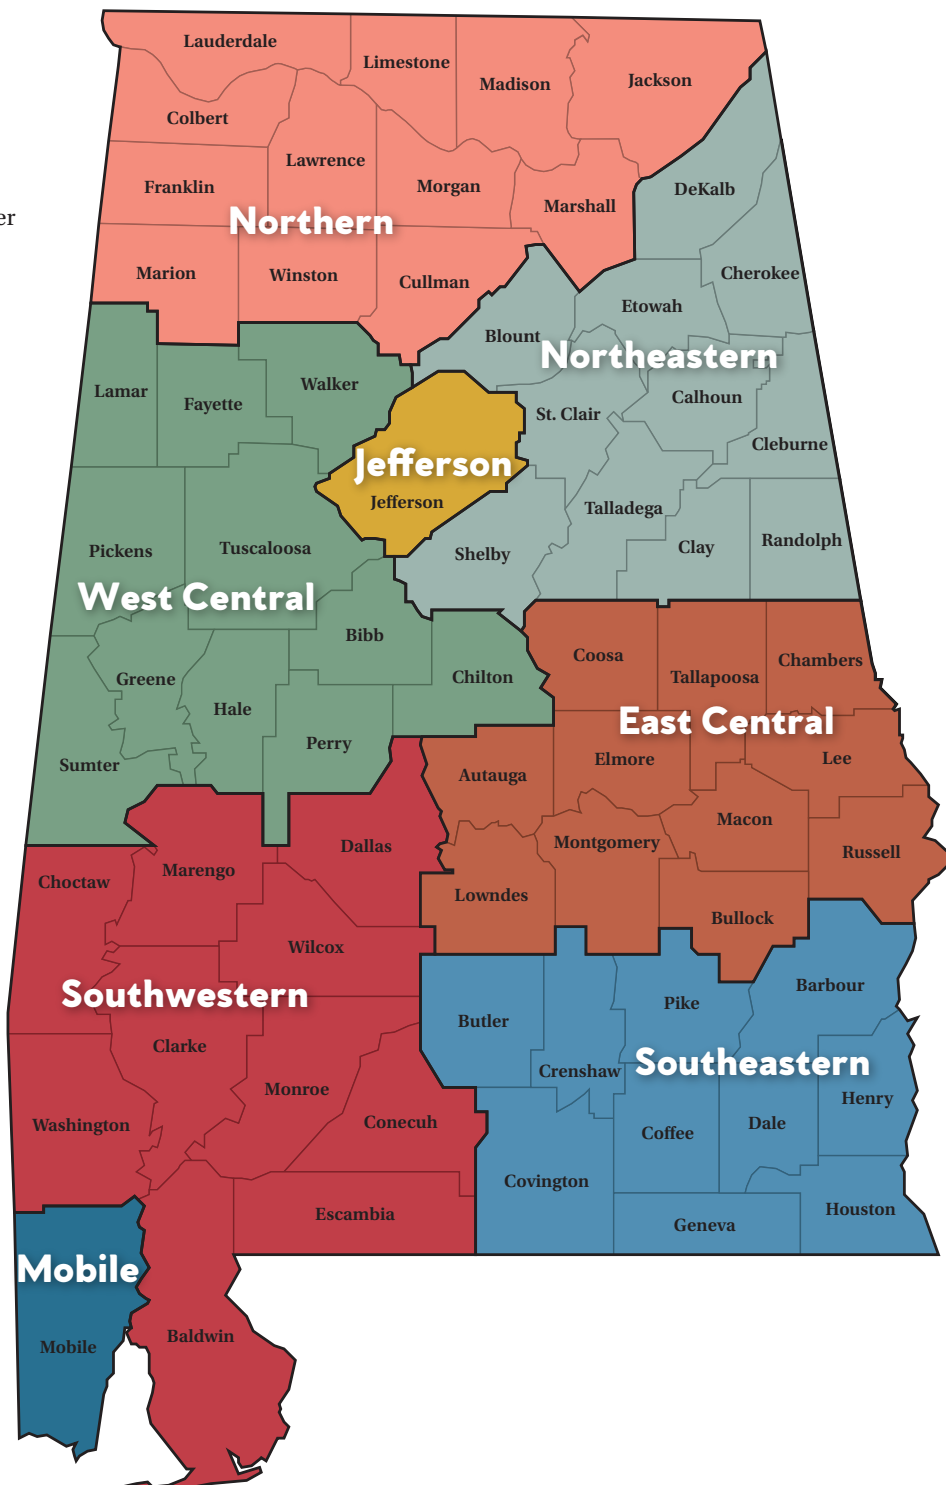 Lauderdale
Limestone
Madison
Jackson
Colbert
Lawrence
Franklin
Morgan
DeKalb
Marshall
er
Northern
Marion
Winston
Cullman
Cherokee
Etowah
Blount
Northeastern
Lamar
Fayette
Walker
St. Clair
Calhoun
Cleburne
Jefferson
Jefferson
Talladega
Pickens
Tuscaloosa
Shelby
Clay
Randolph
West Central
Bibb
Coosa
Chambers
Greene
Chilton
Tallapoosa
Hale
East Central
Perry
Sumter
Autauga
Elmore
Lee
Macon
Dallas
Montgomery
Russell
Choctaw
Marengo
Lowndes
Bullock
Wilcox
Southwestern
Barbour
Butler
Pike
Clarke
Crenshaw
Southeastern
Monroe
Henry
Washington
Conecuh
Coffee
Dale
Covington
Escambia
Geneva
Houston
Mobile
Mobile
Baldwin